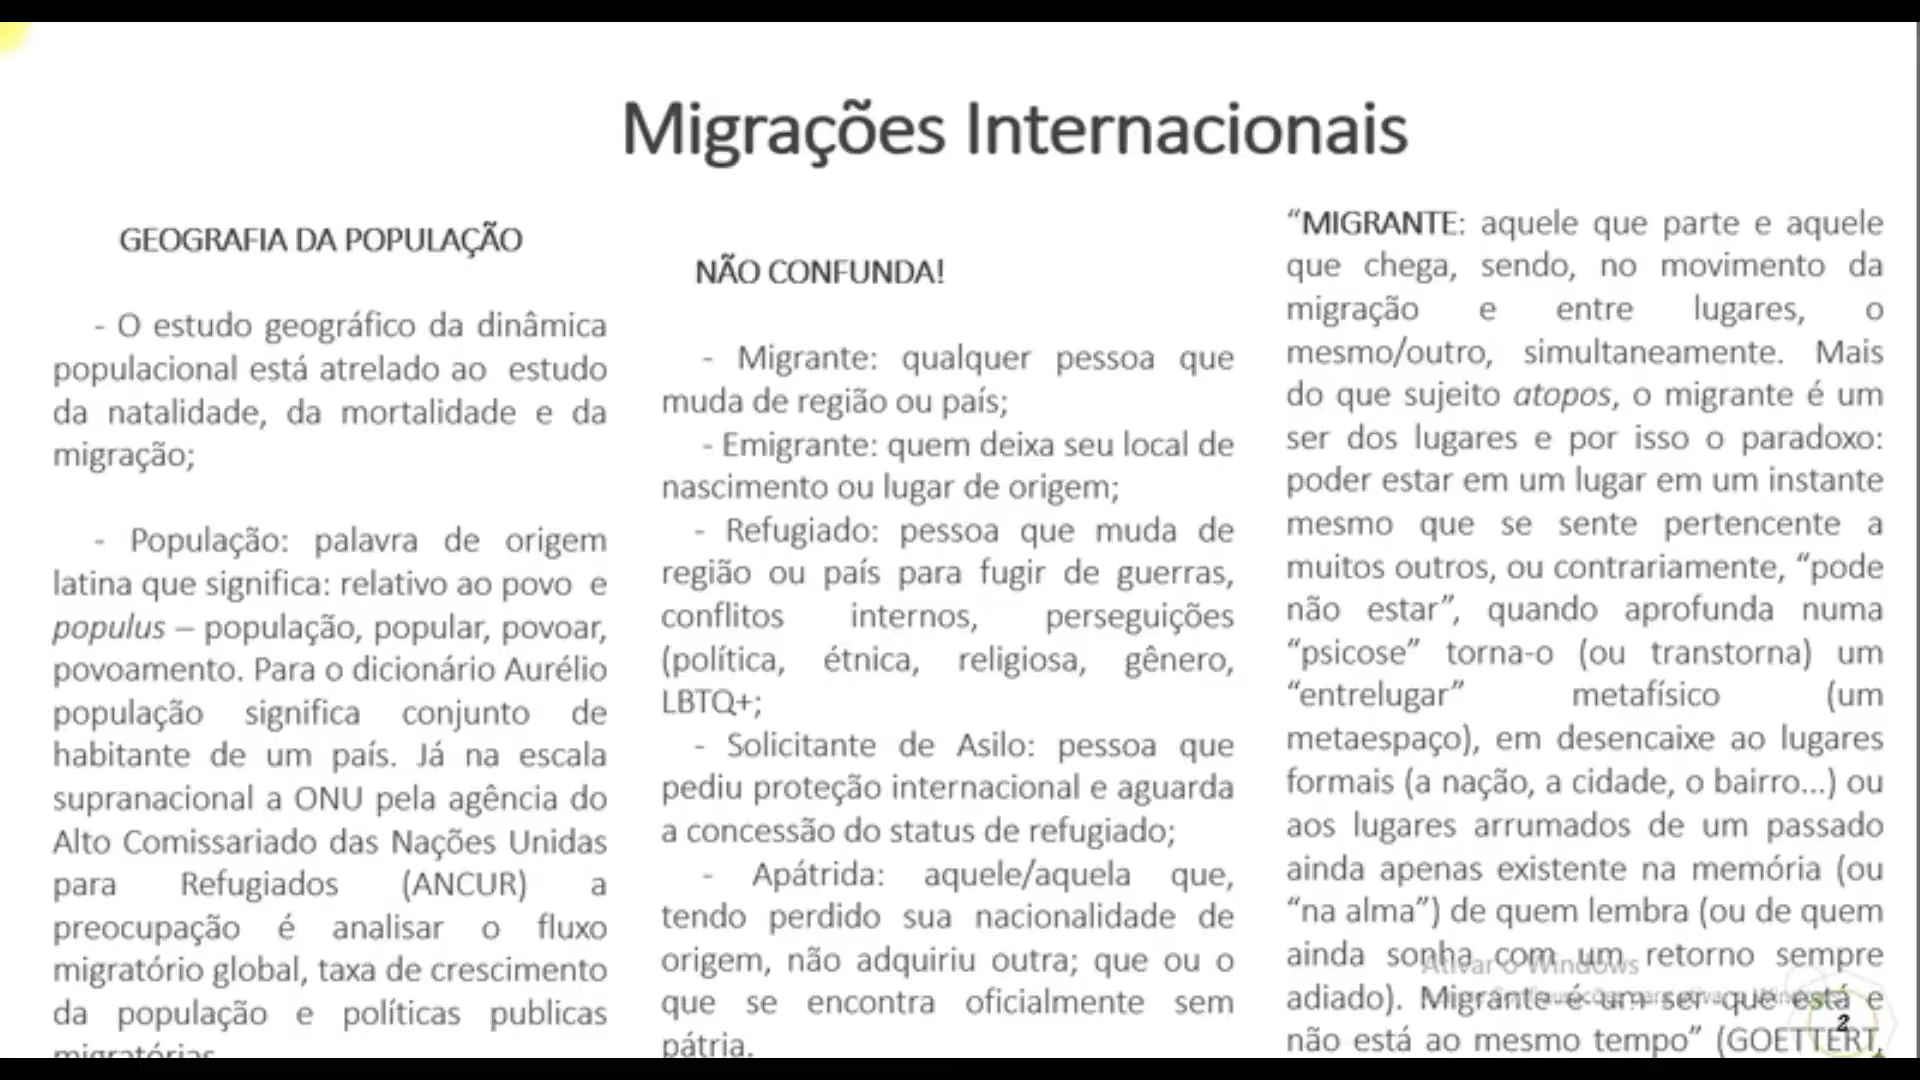 Migrações Internacionais
GEOGRAFIA DA POPULAÇÃO
- O estudo geográfico da dinâmica
populacional está atrelado ao estudo
da natalidade, da mortalidade e da
migração;
- População: palavra de origem
latina que significa: relativo ao povo e
populus – população, popular, povoar,
povoamento. Para o dicionário Aurélio
população significa conjunto de
habitante de um país. Já na escala
supranacional a ONU pela agência do
Alto Comissariado das Nações Unidas
para Refugiados (ANCUR) a
preocupação é analisar o fluxo
migratório global, taxa de crescimento
da população e políticas publicas
migratórias
NÃO CONFUNDA!
- Migrante: qualquer pessoa que
muda de região ou país;
- Emigrante: quem deixa seu local de
nascimento ou lugar de origem;
- Refugiado: pessoa que muda de
região ou país para fugir de guerras,
conflitos internos, perseguições
(política, étnica, religiosa, gênero,
LBTQ+;
- Solicitante de Asilo: pessoa que
pediu proteção internacional e aguarda
a concessão do status de refugiado;
- Apátrida: aquele/aquela que,
tendo perdido sua nacionalidade de
origem, não adquiriu outra; que ou o
que se encontra oficialmente sem
pátria.
“MIGRANTE: aquele que parte e aquele
que chega, sendo, no movimento da
migração e entre lugares, o
mesmo/outro, simultaneamente. Mais
do que sujeito atopos, o migrante é um
ser dos lugares e por isso o paradoxo:
poder estar em um lugar em um instante
mesmo que se sente pertencente a
muitos outros, ou contrariamente, “pode
não estar”, quando aprofunda numa
“psicose” torna-o (ou transtorna) um
“entrelugar” metafísico (um
metaespaço), em desencaixe ao lugares
formais (a nação, a cidade, o bairro...) ou
aos lugares arrumados de um passado
ainda apenas existente na memória (ou
“na alma”) de quem lembra (ou de quem
ainda sonha com um retorno sempre
adiado). Migrante é um ser que está e
não está ao mesmo tempo” (GOETTERT,
Ativar o Windows
2